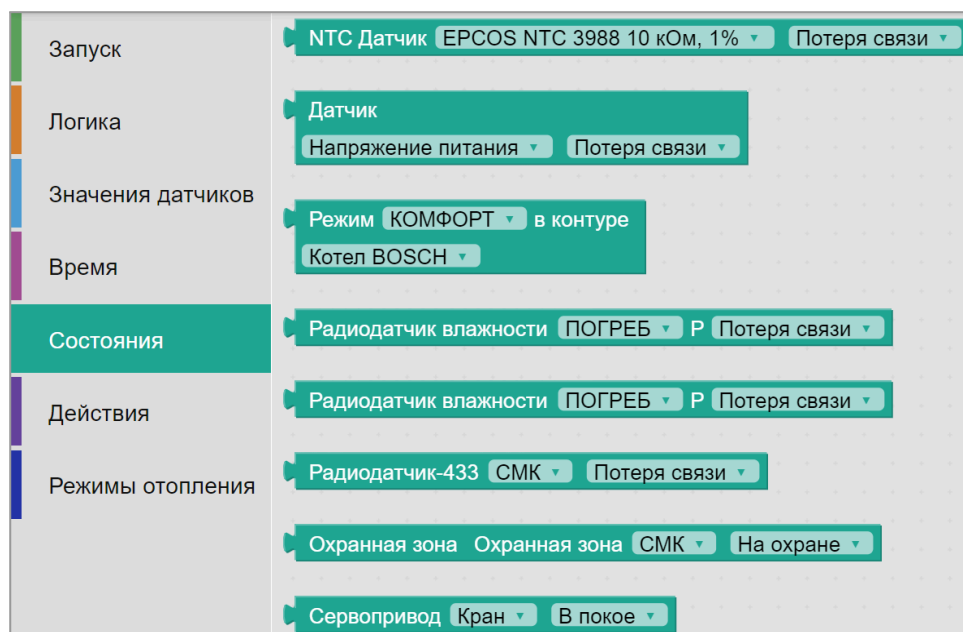 Запуск
Логика
Значения датчиков
Время
Состояния
Действия
Режимы отопления
NTC Датчик EPCOS NTC 3988 10 кОм, 1% Потеря связи
Датчик
Напряжение питания Потеря связи
Режим КОМФОРТ в контуре
Котел BOSCH
Радиодатчик влажности ПОГРЕБ Р Потеря связи
Радиодатчик влажности ПОГРЕБ Р Потеря связи
Радиодатчик-433 СМК Потеря связи
Охранная зона Охранная зона СМК На охране
Сервопривод Кран В покое